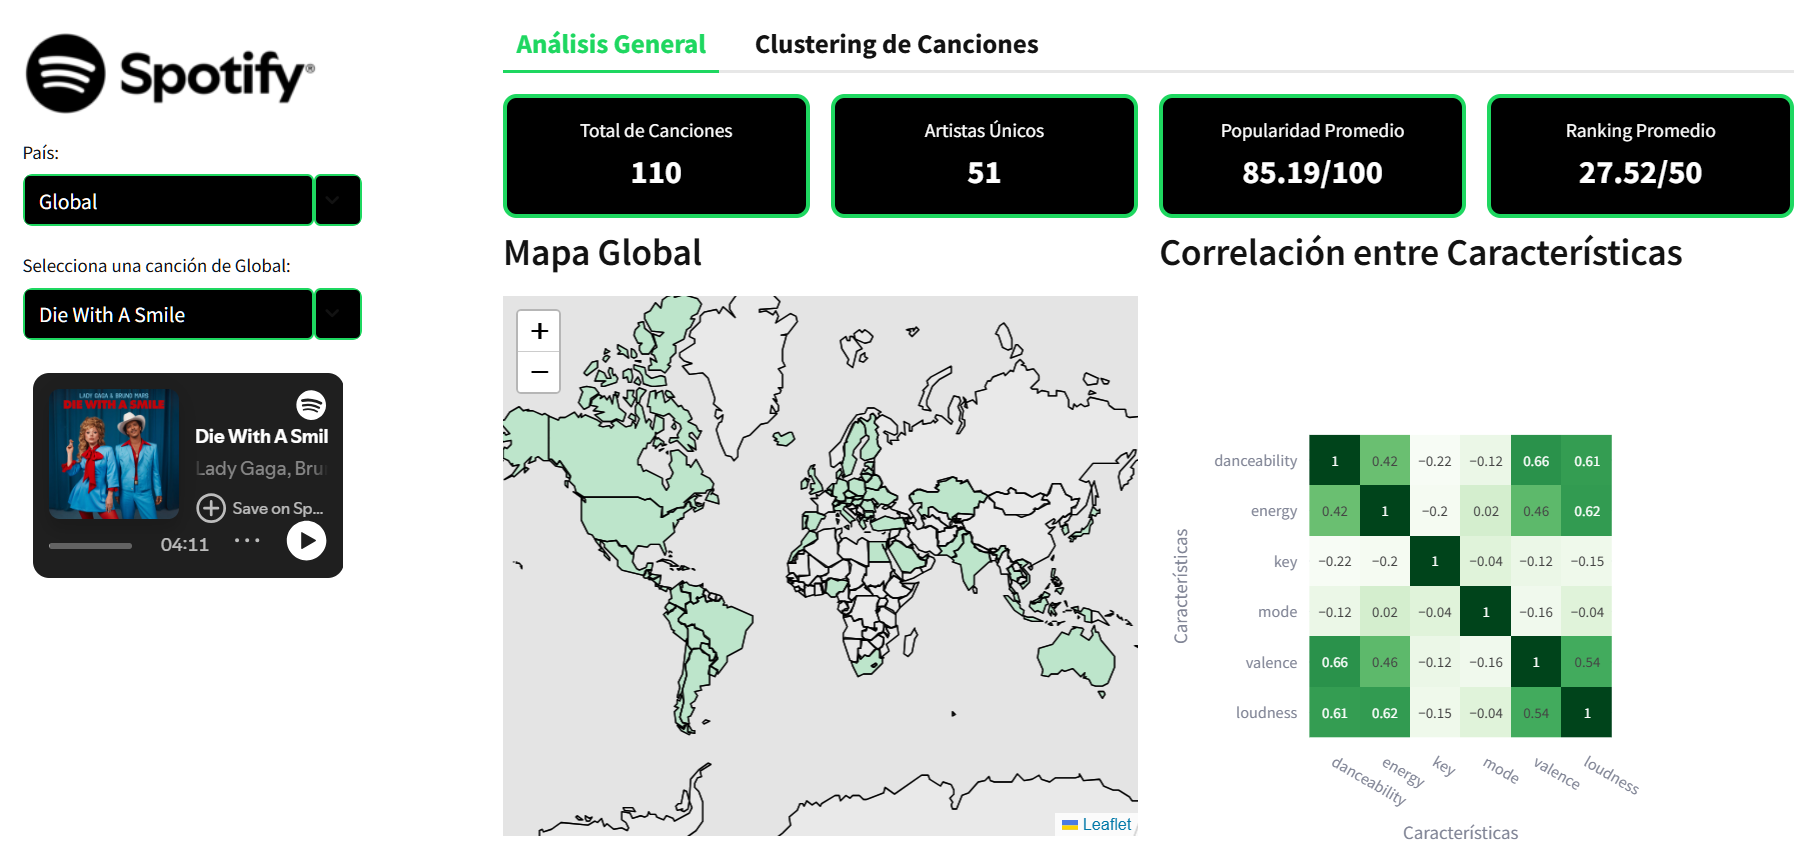 Spotify®
País:
Global
Selecciona una canción de Global:
Die With A Smile
LADY GAGA & BRUNO MARS
DIE WITH A SMILE
Die With A Smil
Lady Gaga, Bru
Save on Sp...
04:11
Análisis General
Clustering de Canciones
Total de Canciones
110
Artistas Únicos
51
Popularidad Promedio
85.19/100
Ranking Promedio
27.52/50
Mapa Global
+
−
Leaflet
Correlación entre Características
Características
danceability 1 0.42 −0.22 −0.12 0.66 0.61
energy 0.42 1 −0.2 0.02 0.46 0.62
key −0.22 −0.2 1 −0.04 −0.12 −0.15
mode −0.12 0.02 −0.04 1 −0.16 −0.04
valence 0.66 0.46 −0.12 −0.16 1 0.54
loudness 0.61 0.62 −0.15 −0.04 0.54 1
danceability energy key mode valence loudness
Características